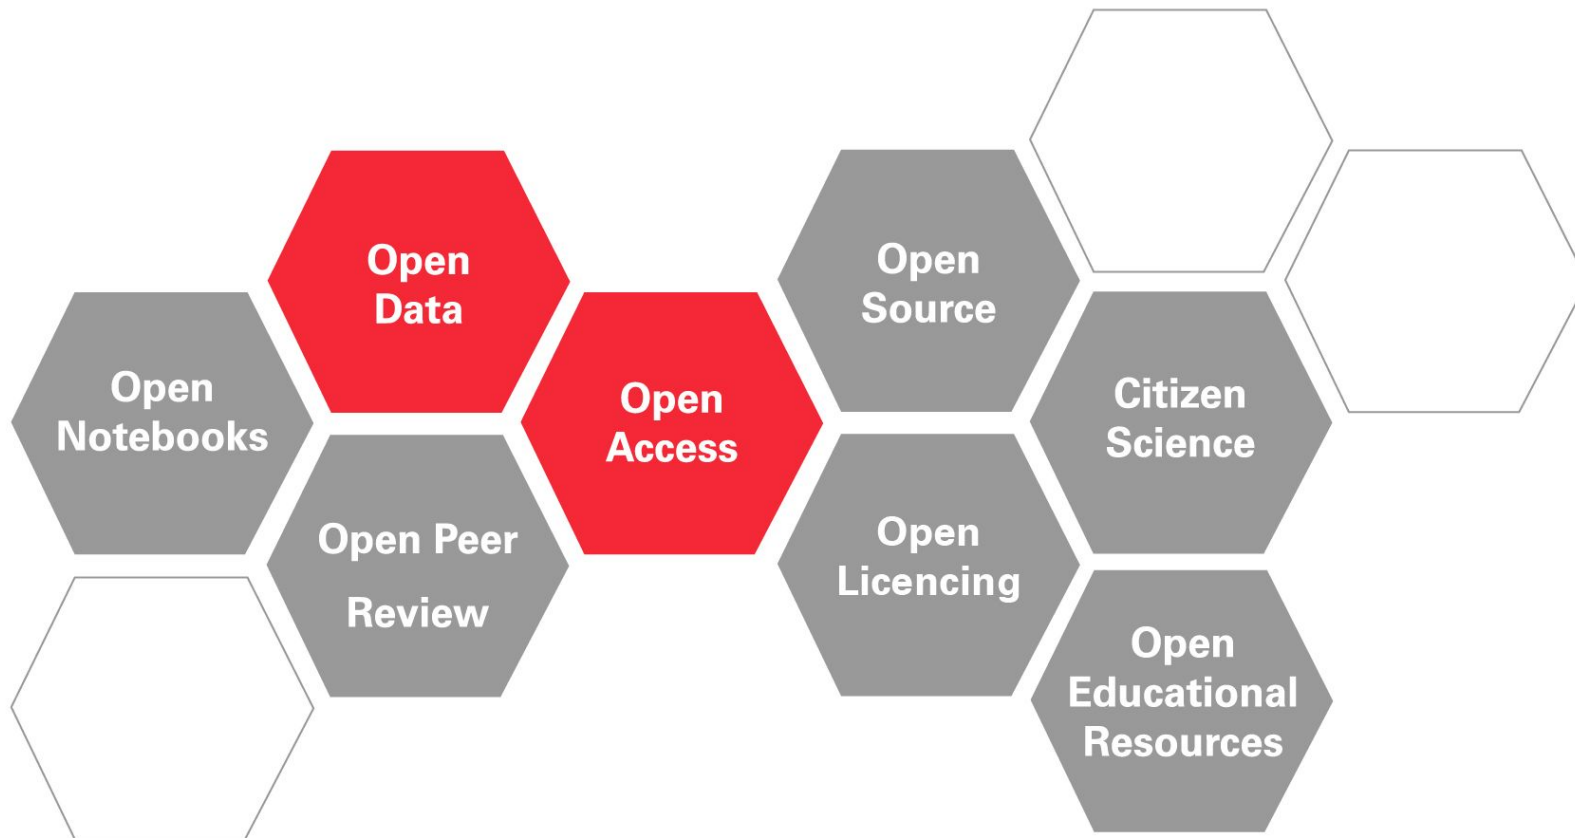 Open
Data
Open
Source
Open
Notebooks
Open
Access
Citizen
Science
Open Peer
Review
Open
Licencing
Open
Educational
Resources